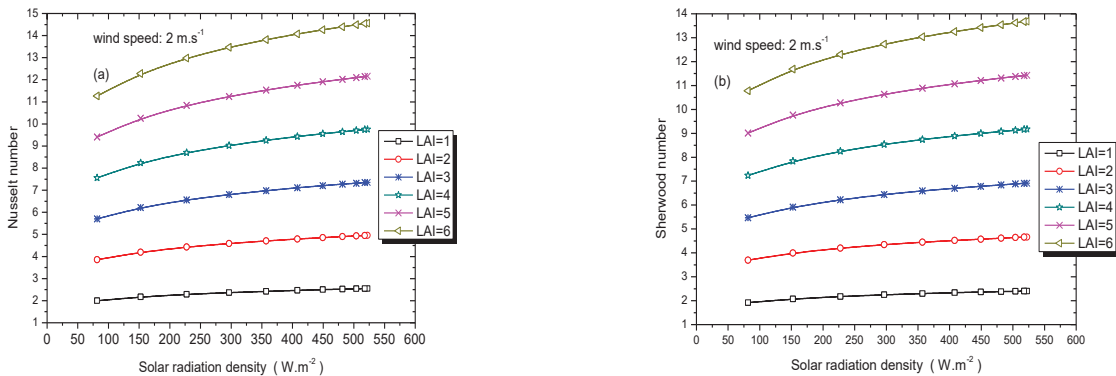 15
14
13
12
11
10
9
8
7
6
5
4
3
2
1
Nusselt number
wind speed: 2 m.s-1
(a)
LAI=1
LAI=2
LAI=3
LAI=4
LAI=5
LAI=6
0 50 100 150 200 250 300 350 400 450 500 550 600
Solar radiation density ( W.m-2 )
14
13
12
11
10
9
8
7
6
5
4
3
2
1
Sherwood number
wind speed: 2 m.s-1
(b)
LAI=1
LAI=2
LAI=3
LAI=4
LAI=5
LAI=6
0 50 100 150 200 250 300 350 400 450 500 550 600
Solar radiation density ( W.m-2 )